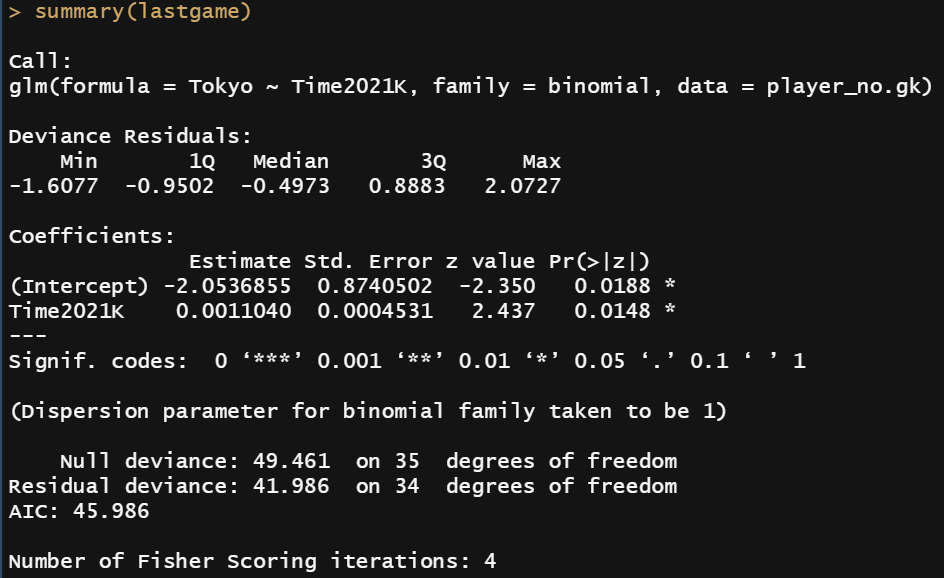 > summary(lastgame)
Call:
glm(formula = Tokyo ~ Time2021K, family = binomial, data = player_no.gk)
Deviance Residuals:
    Min       1Q   Median       3Q      Max
-1.6077  -0.9502  -0.4973   0.8883   2.0727
Coefficients:
              Estimate Std. Error z value Pr(>|z|)
(Intercept) -2.0536855  0.8740502  -2.350   0.0188 *
Time2021K    0.0011040  0.0004531   2.437   0.0148 *
---
Signif. codes:  0 ‘***’ 0.001 ‘**’ 0.01 ‘*’ 0.05 ‘.’ 0.1 ‘ ’ 1
(Dispersion parameter for binomial family taken to be 1)
    Null deviance: 49.461  on 35  degrees of freedom
Residual deviance: 41.986  on 34  degrees of freedom
AIC: 45.986
Number of Fisher Scoring iterations: 4